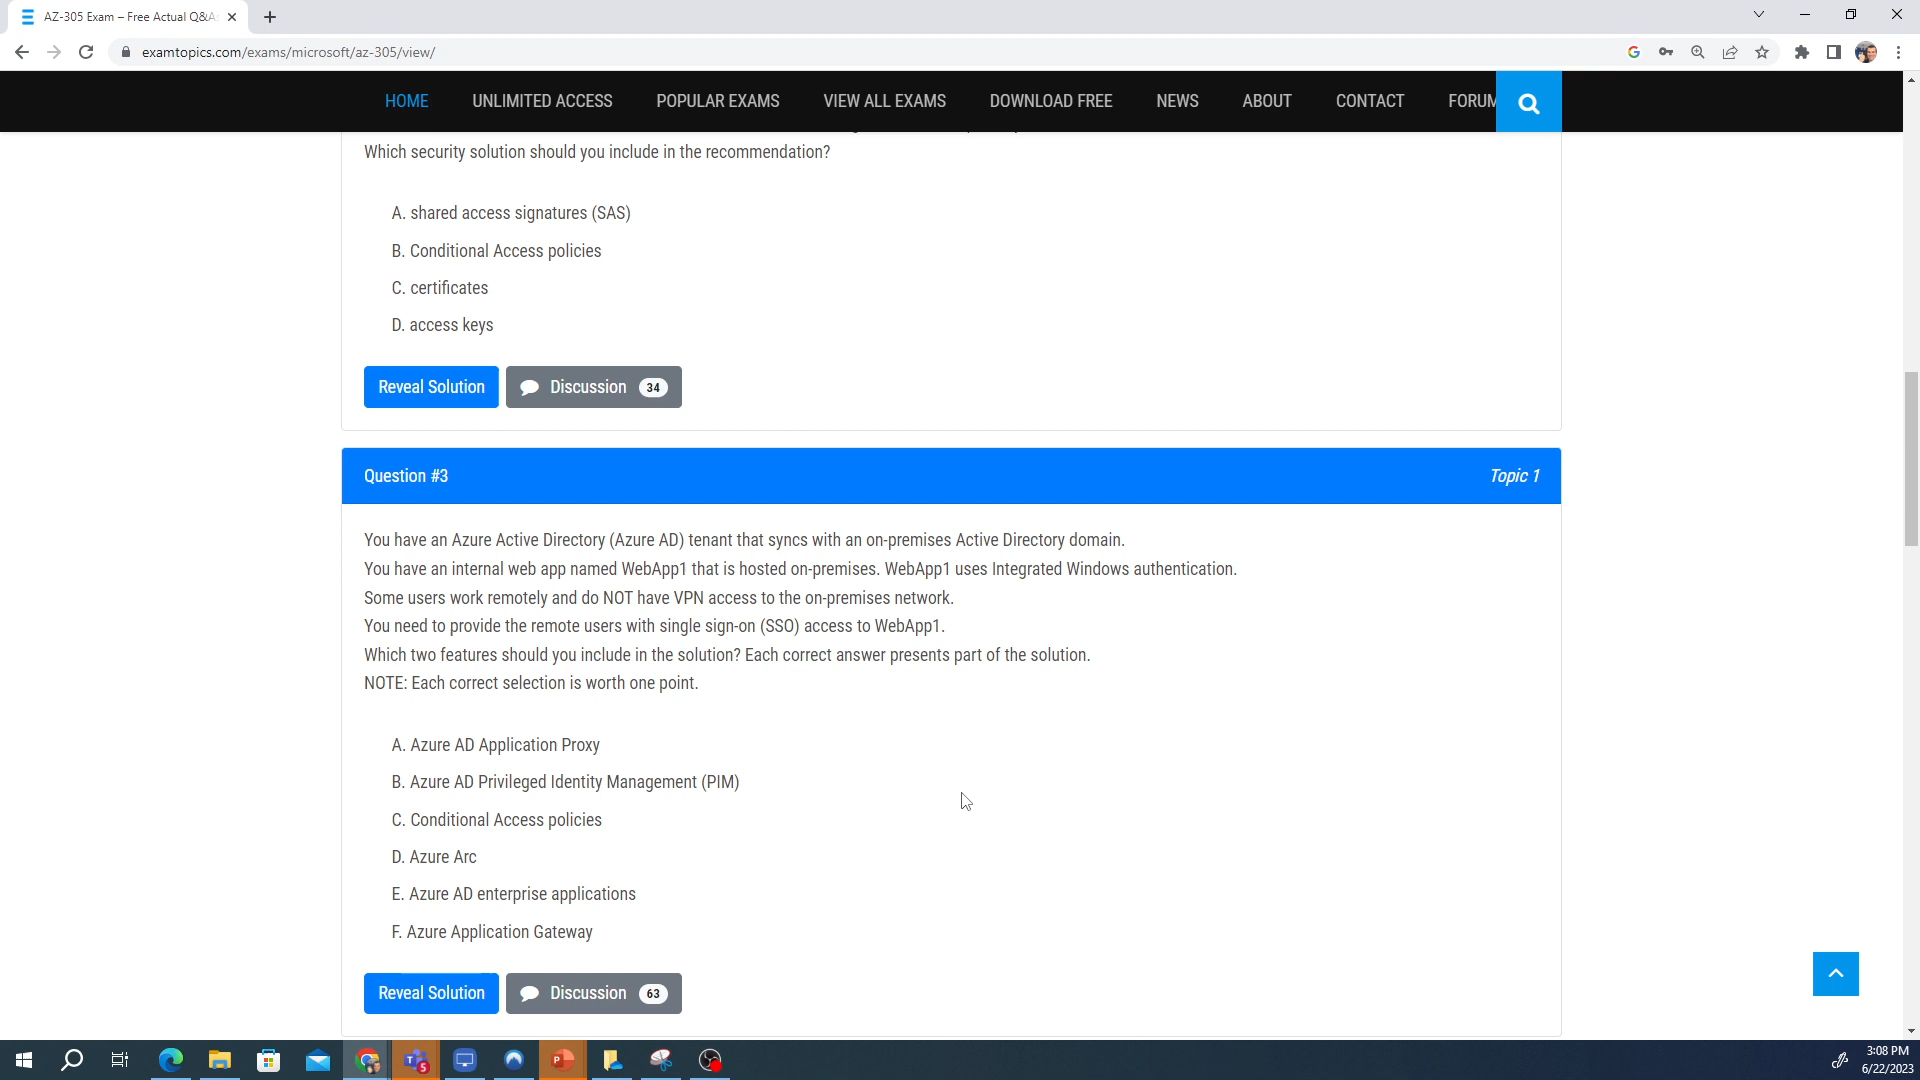 AZ-305 Exam – Free Actual Q&As
examtopics.com/exams/microsoft/az-305/view/
HOME UNLIMITED ACCESS POPULAR EXAMS VIEW ALL EXAMS DOWNLOAD FREE NEWS ABOUT CONTACT FORUM
Which security solution should you include in the recommendation?
A. shared access signatures (SAS)
B. Conditional Access policies
C. certificates
D. access keys
Reveal Solution Discussion 34
Question #3 Topic 1
You have an Azure Active Directory (Azure AD) tenant that syncs with an on-premises Active Directory domain.
You have an internal web app named WebApp1 that is hosted on-premises. WebApp1 uses Integrated Windows authentication.
Some users work remotely and do NOT have VPN access to the on-premises network.
You need to provide the remote users with single sign-on (SSO) access to WebApp1.
Which two features should you include in the solution? Each correct answer presents part of the solution.
NOTE: Each correct selection is worth one point.
A. Azure AD Application Proxy
B. Azure AD Privileged Identity Management (PIM)
C. Conditional Access policies
D. Azure Arc
E. Azure AD enterprise applications
F. Azure Application Gateway
Reveal Solution Discussion 63
3:08 PM
6/22/2023